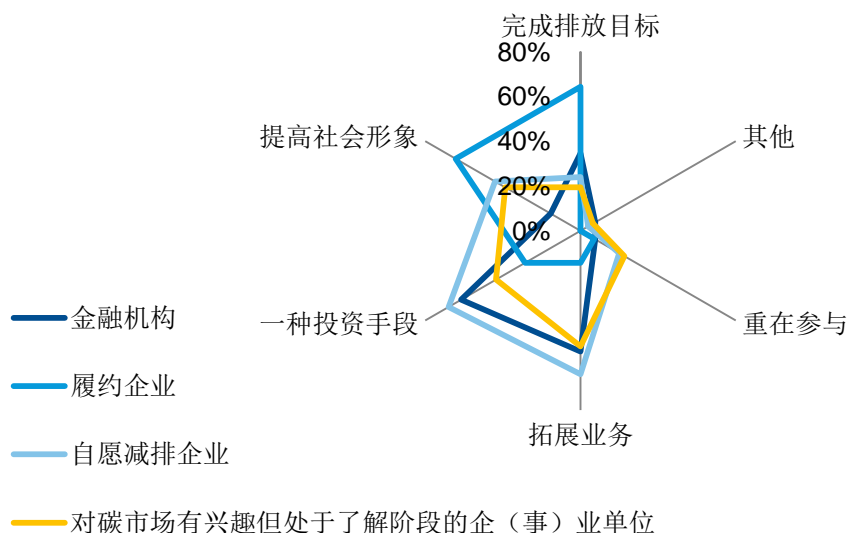 完成排放目标
80%
60%
40%
20%
0%
提高社会形象
其他
一种投资手段
重在参与
拓展业务
金融机构
履约企业
自愿减排企业
对碳市场有兴趣但处于了解阶段的企（事）业单位